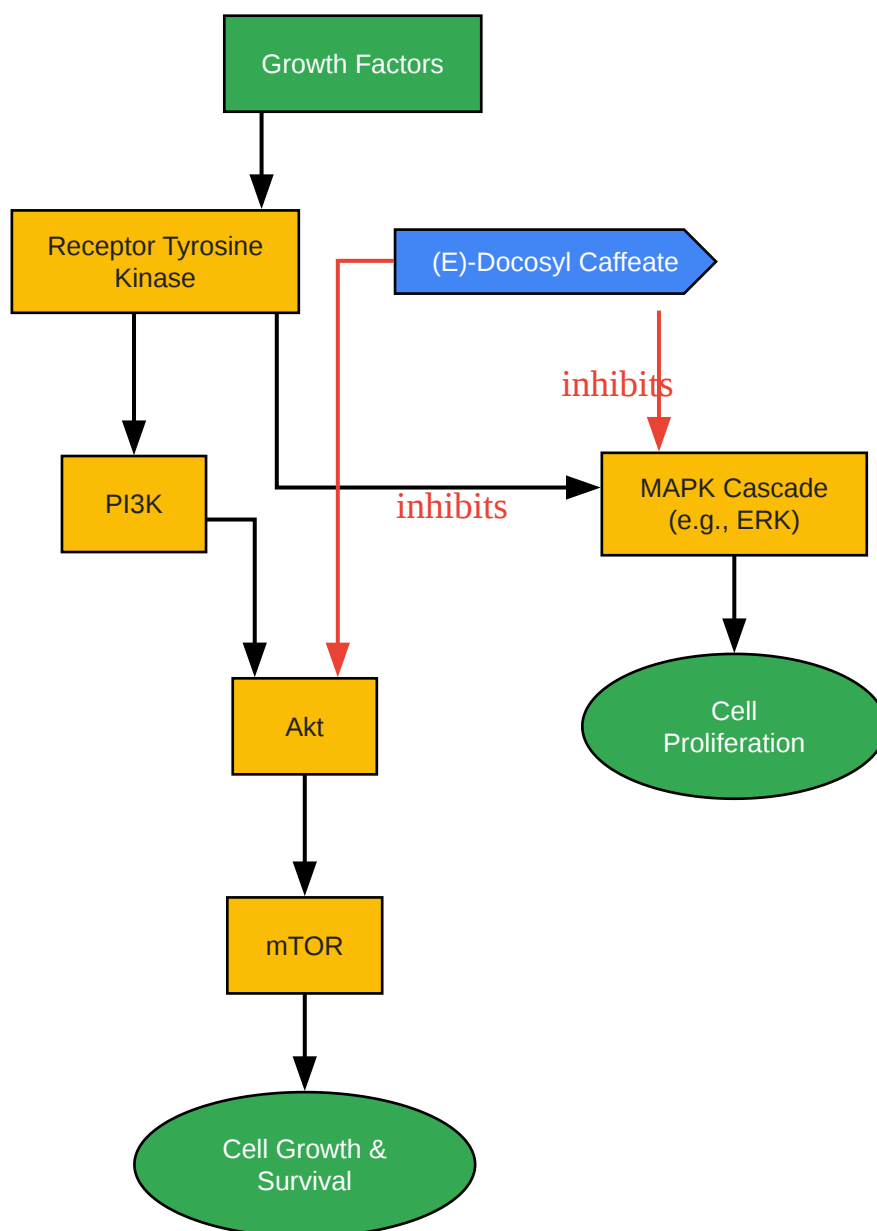 Growth Factors
Receptor Tyrosine
Kinase
(E)-Docosyl Caffeate
inhibits
PI3K
inhibits
MAPK Cascade
(e.g., ERK)
Akt
Cell
Proliferation
mTOR
Cell Growth &
Survival